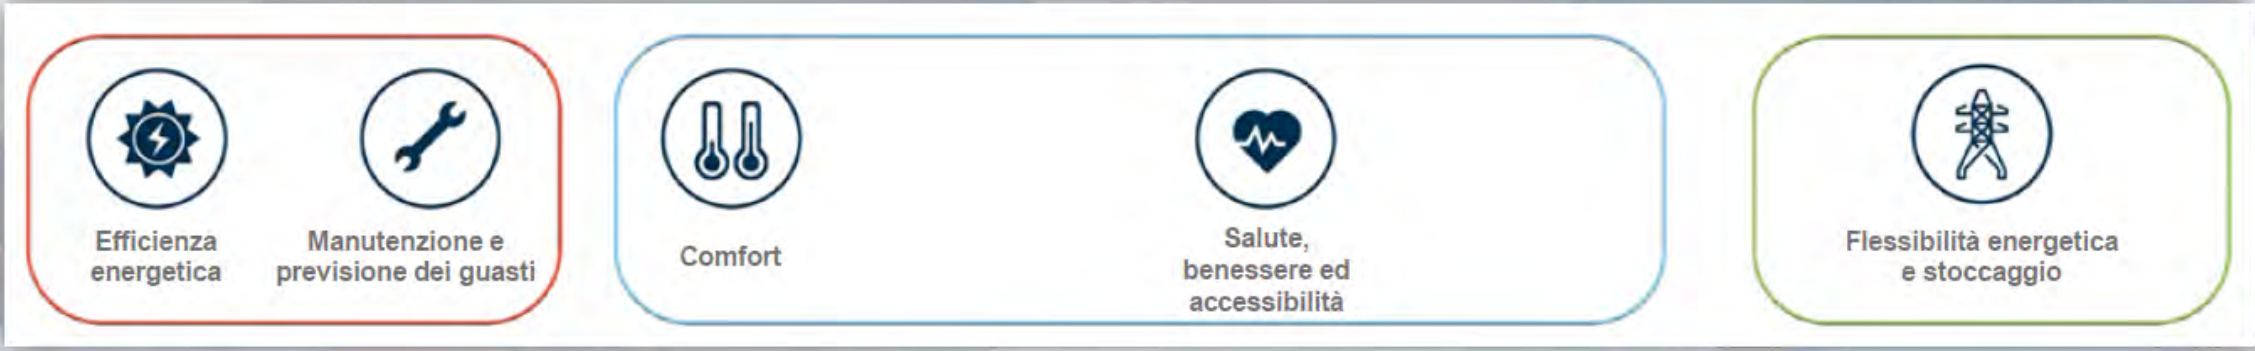 Efficienza
energetica
Manutenzione e
previsione dei guasti
Comfort
Salute,
benessere ed
accessibilità
Flessibilità energetica
e stoccaggio